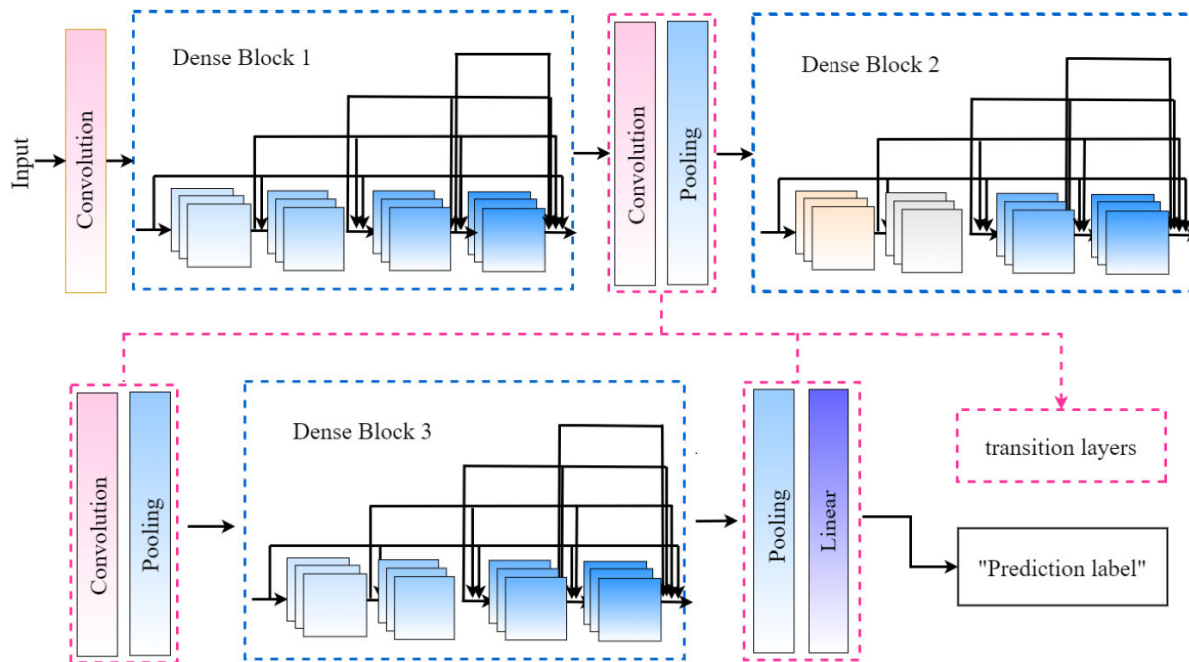 Input
Convolution
Dense Block 1
Convolution
Pooling
Dense Block 2
Convolution
Pooling
Dense Block 3
Pooling
Linear
transition layers
"Prediction label"